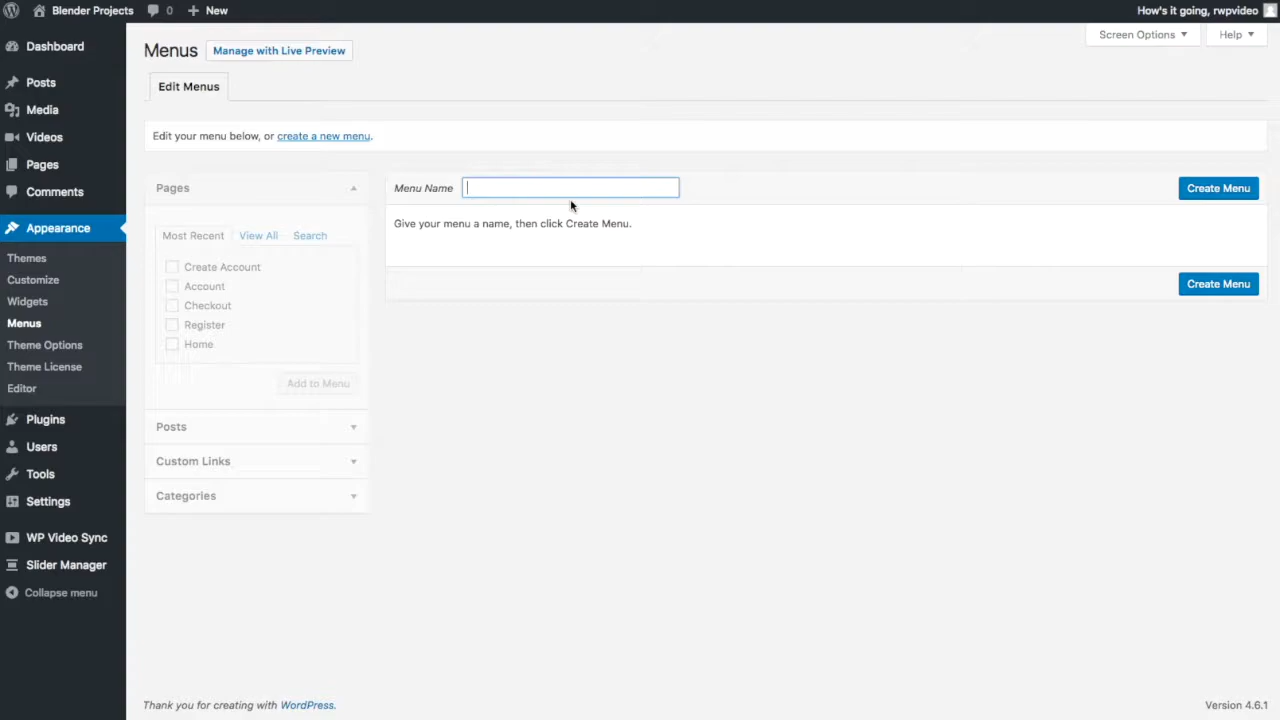 Blender Projects 0 New How's it going, rwpvideo
Dashboard
Posts
Media
Videos
Pages
Comments
Appearance
Themes
Customize
Widgets
Menus
Theme Options
Theme License
Editor
Plugins
Users
Tools
Settings
WP Video Sync
Slider Manager
Collapse menu
Screen Options Help
Menus Manage with Live Preview
Edit Menus
Edit your menu below, or create a new menu.
Pages
Most Recent View All Search
Create Account
Account
Checkout
Register
Home
Add to Menu
Posts
Custom Links
Categories
Menu Name Create Menu
Give your menu a name, then click Create Menu.
Create Menu
Thank you for creating with WordPress. Version 4.6.1